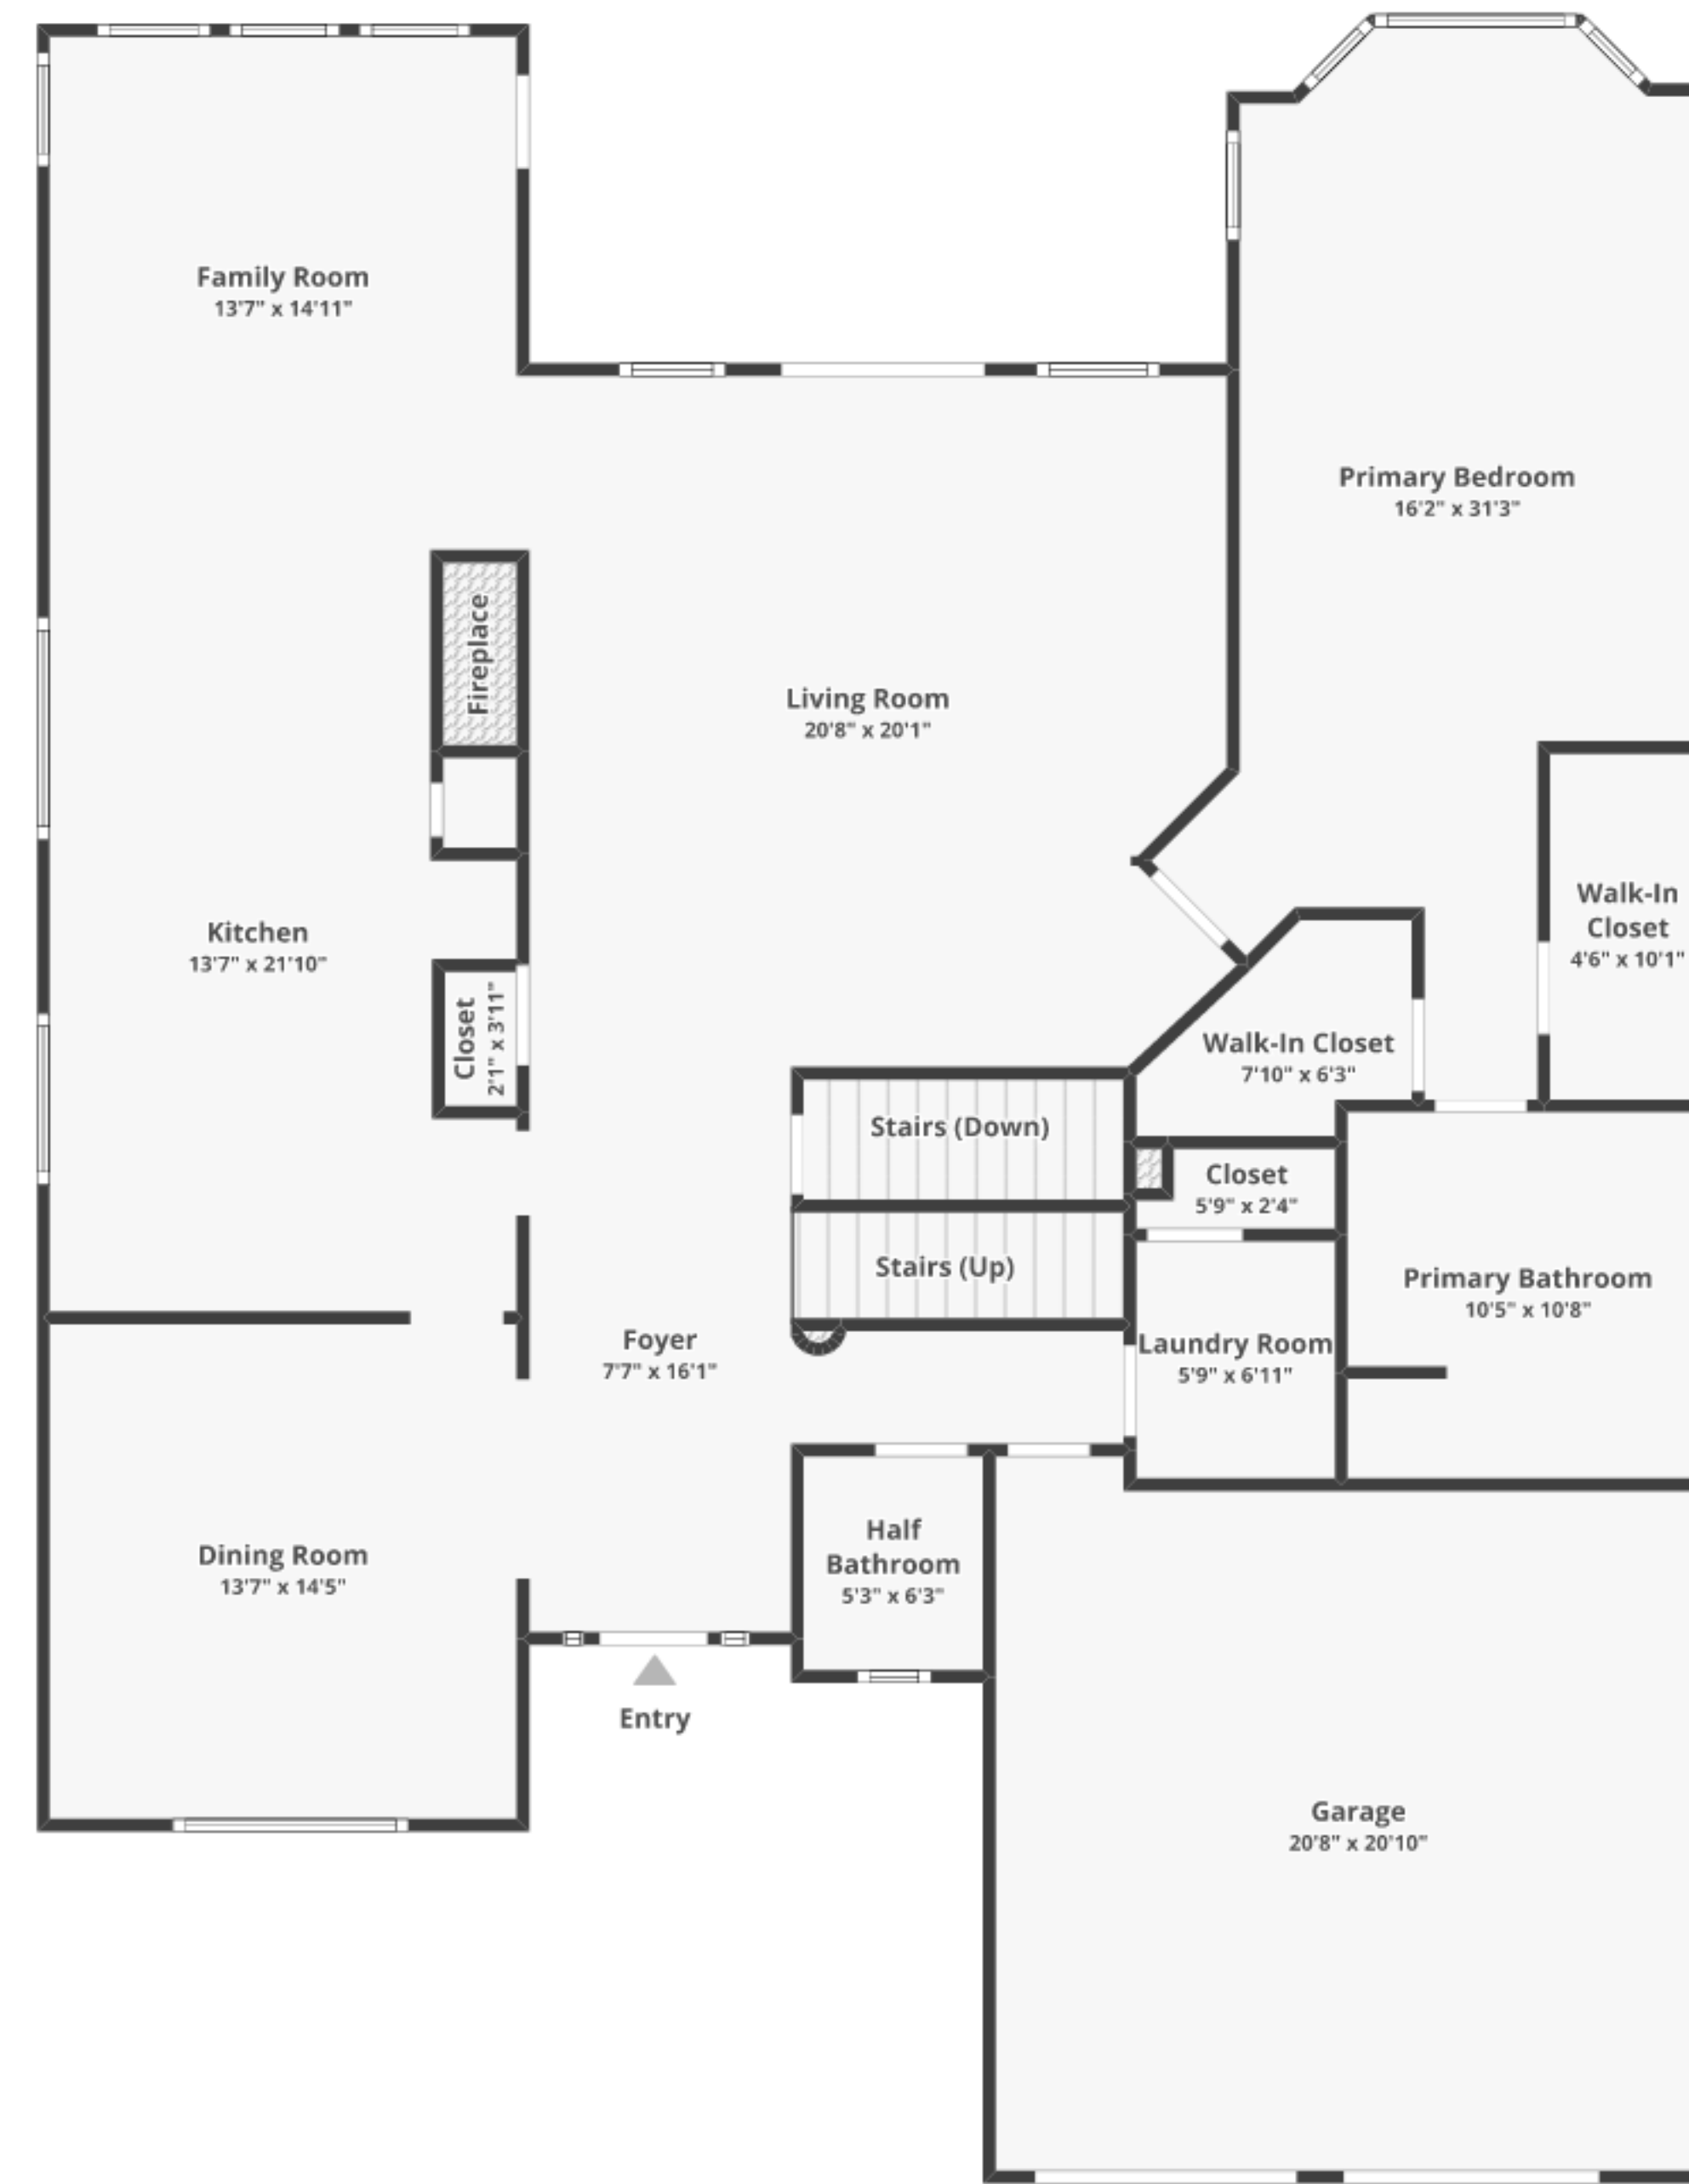 Family Room
13'7" x 14'11"
Primary Bedroom
16'2" x 31'3"
Fireplace
Living Room
20'8" x 20'1"
Walk-In
Closet
4'6" x 10'1"
Kitchen
13'7" x 21'10"
Closet
2'1" x 3'11"
Walk-In Closet
7'10" x 6'3"
Stairs (Down)
Closet
5'9" x 2'4"
Stairs (Up)
Primary Bathroom
10'5" x 10'8"
Foyer
7'7" x 16'1"
Laundry Room
5'9" x 6'11"
Half
Bathroom
5'3" x 6'3"
Dining Room
13'7" x 14'5"
Entry
Garage
20'8" x 20'10"